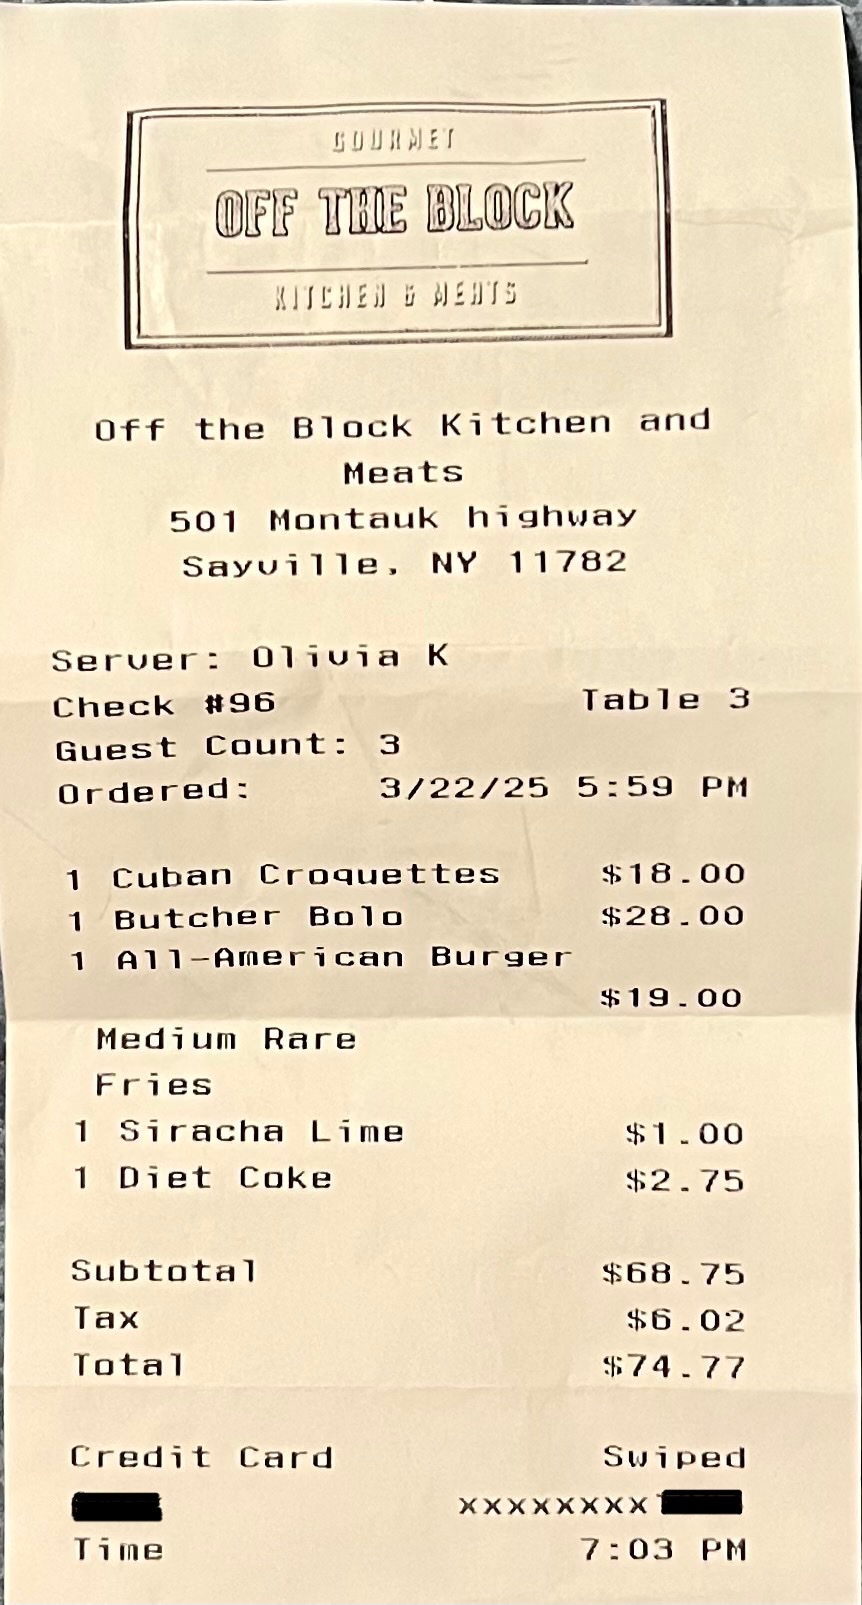 GOURMET
OFF THE BLOCK
KITCHEN & MEATS
Off the Block Kitchen and
Meats
501 Montauk highway
Sayville, NY 11782
Server: Olivia K
Check #96 Table 3
Guest Count: 3
Ordered: 3/22/25 5:59 PM
1 Cuban Croquettes $18.00
1 Butcher Bolo $28.00
1 All-American Burger
$19.00
Medium Rare
Fries
1 Siracha Lime $1.00
1 Diet Coke $2.75
Subtotal $68.75
Tax $6.02
Total $74.77
Credit Card Swiped
xxxxxxxx
Time 7:03 PM